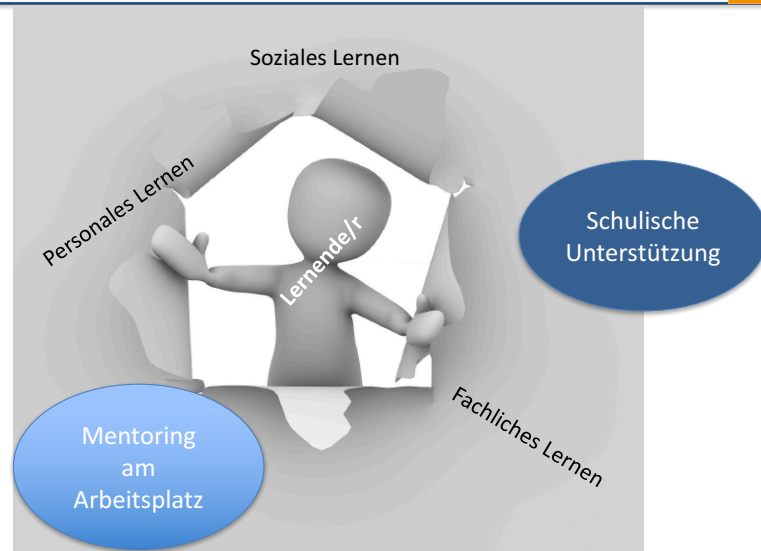 Soziales Lernen
Personales Lernen
Lernende/r
Schulische
Unterstützung
Fachliches Lernen
Mentoring
am
Arbeitsplatz